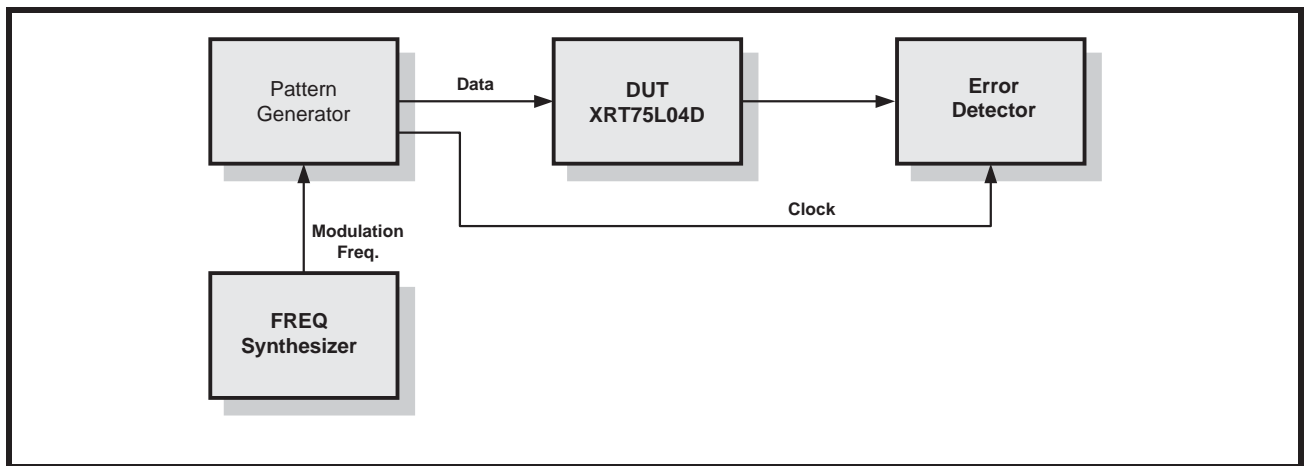 Pattern
Generator
Data
DUT
XRT75L04D
Error
Detector
Clock
Modulation
Freq.
FREQ
Synthesizer